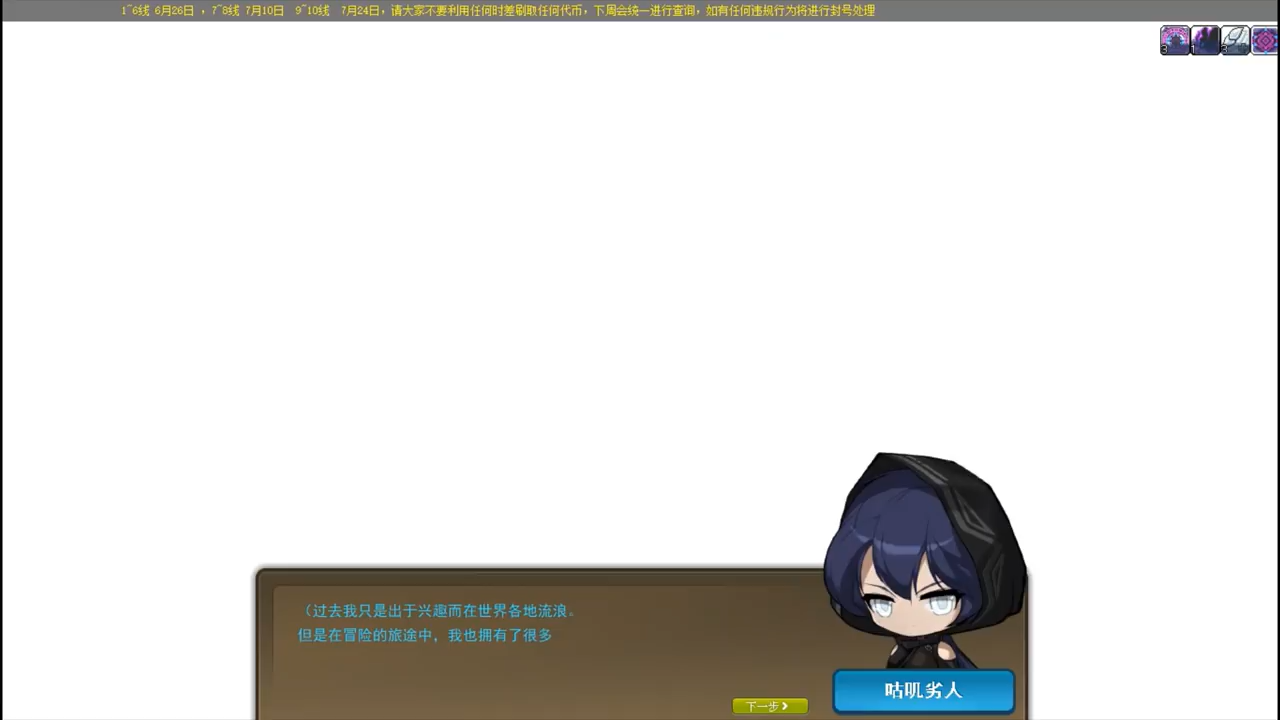 1~6线 6月26日 ，7~8线 7月10日 9~10线 7月24日，请大家不要利用任何时差刷取任何代币，下周会统一进行查询，如有任何违规行为将进行封号处理
3
1
3
（过去我只是出于兴趣而在世界各地流浪。
但是在冒险的旅途中，我也拥有了很多
咕叽劣人
下一步